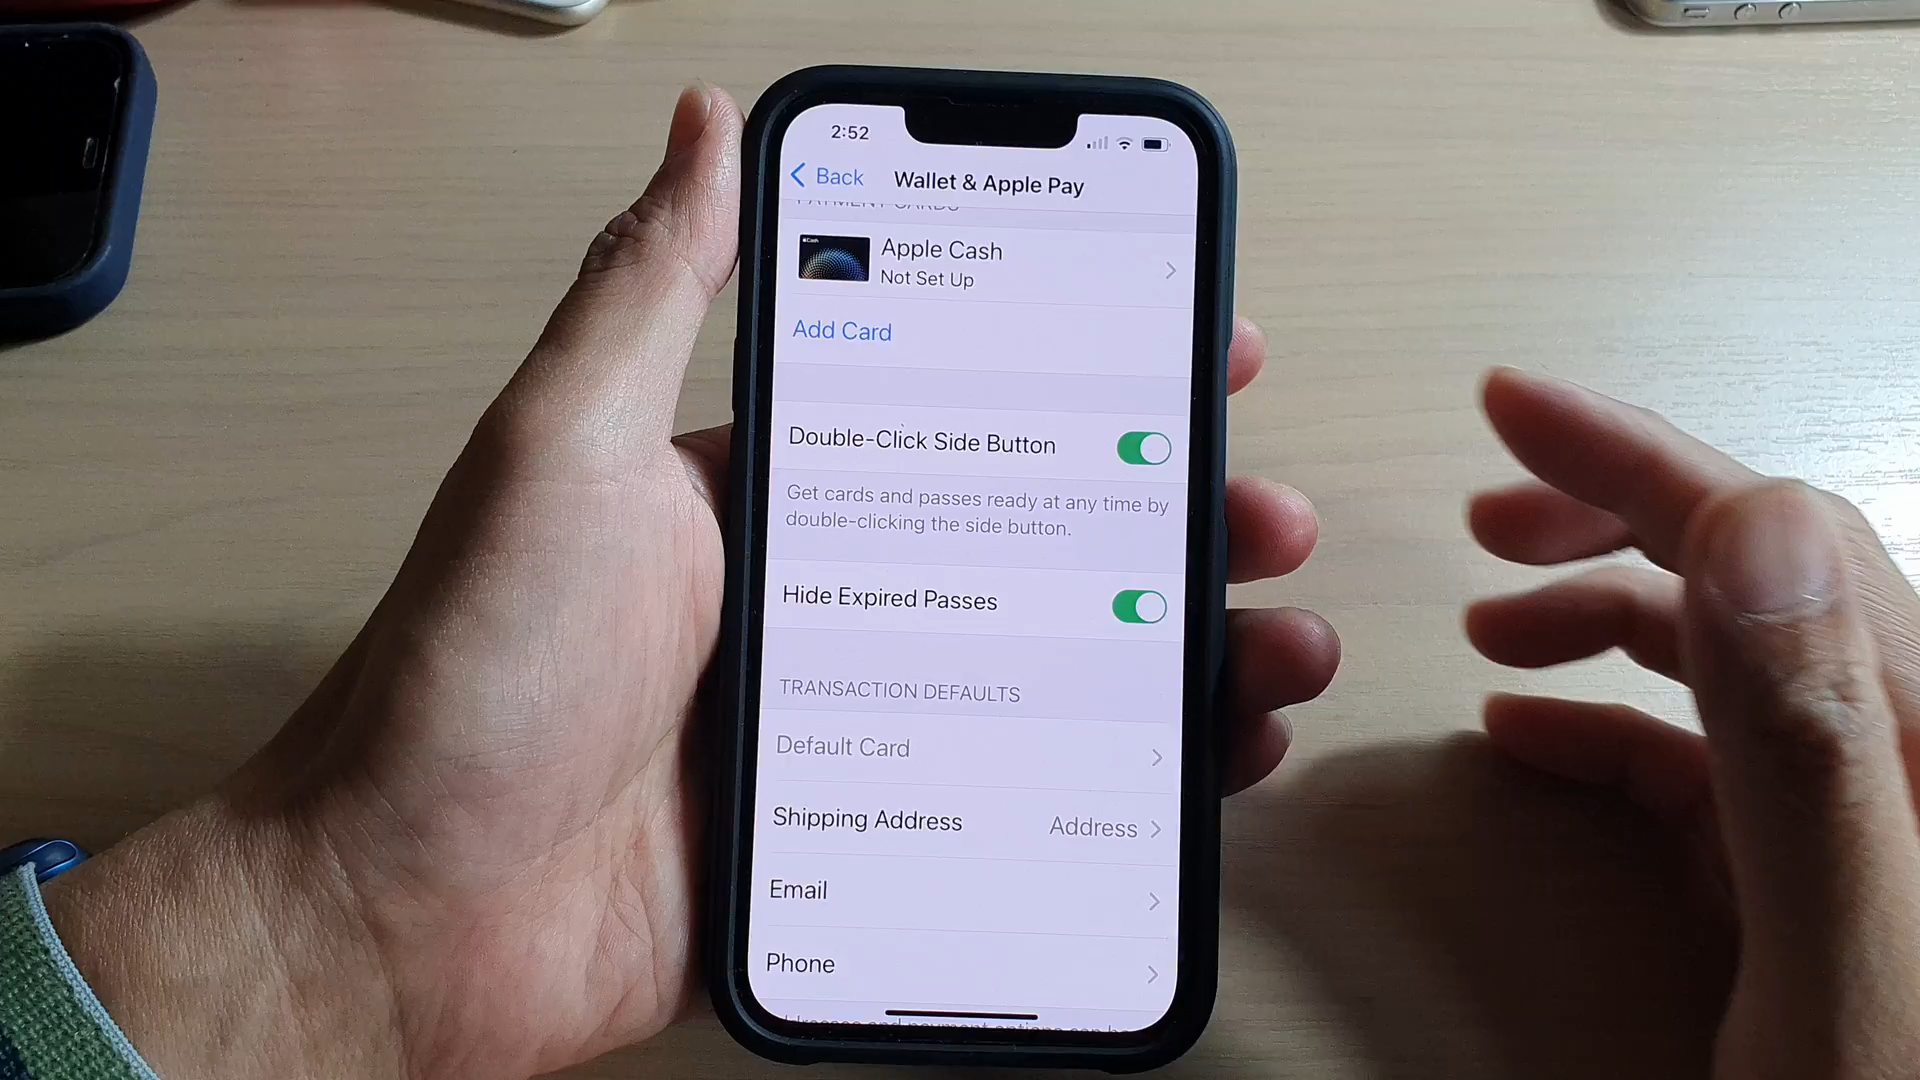 2:52
Back
Wallet & Apple Pay
PAYMENT CARDS
Apple Cash
Not Set Up
Add Card
Double-Click Side Button
Get cards and passes ready at any time by
double-clicking the side button.
Hide Expired Passes
TRANSACTION DEFAULTS
Default Card
Shipping Address
Address
Email
Phone